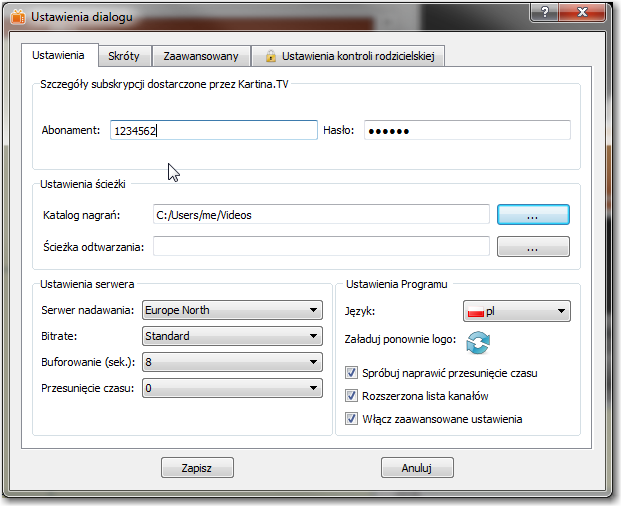 Ustawienia dialogu
?
Ustawienia Skróty Zaawansowany Ustawienia kontroli rodzicielskiej
Szczegóły subskrypcji dostarczone przez Kartina.TV
Abonament: 1234562 Hasło: ●●●●●●
Ustawienia ścieżki
Katalog nagrań: C:/Users/me/Videos ...
Ścieżka odtwarzania: ...
Ustawienia serwera
Serwer nadawania: Europe North
Bitrate: Standard
Buforowanie (sek.): 8
Przesunięcie czasu: 0
Ustawienia Programu
Język: pl
Załaduj ponownie logo:
Spróbuj naprawić przesunięcie czasu
Rozszerzona lista kanałów
Włącz zaawansowane ustawienia
Zapisz Anuluj